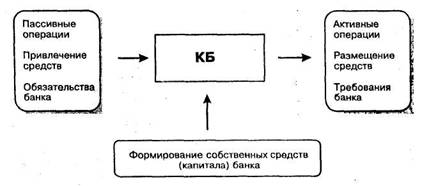 Пассивные
операции
Привлечение
средств
Обязательства
банка
КБ
Активные
операции
Размещение
средств
Требования
банка
Формирование собственных средств
(капитала) банка